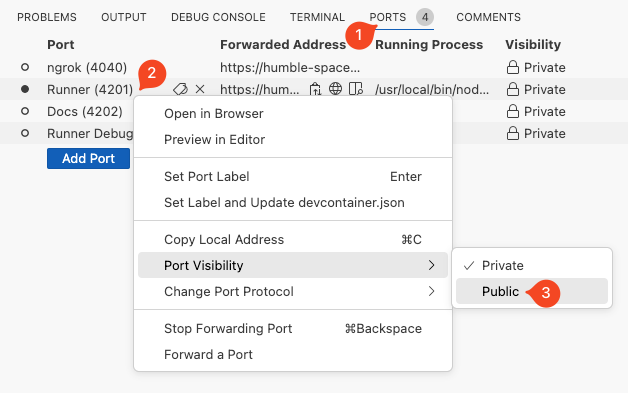 PROBLEMS OUTPUT DEBUG CONSOLE TERMINAL PORTS 4 COMMENTS
1
Port Forwarded Address Running Process Visibility
ngrok (4040) https://humble-space... Private
2
Runner (4201) https://hum... /usr/local/bin/nod... Private
Docs (4202) Private
Runner Debug Private
Add Port
Open in Browser
Preview in Editor
Set Port Label Enter
Set Label and Update devcontainer.json
Copy Local Address ⌘C
Port Visibility
Private
Change Port Protocol
Public 3
Stop Forwarding Port ⌘Backspace
Forward a Port